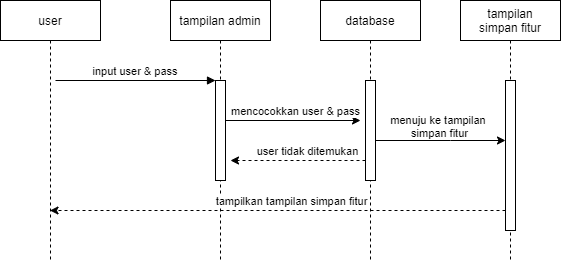 user
tampilan admin
database
tampilan
simpan fitur
input user & pass
mencocokkan user & pass
menuju ke tampilan
simpan fitur
user tidak ditemukan
tampilkan tampilan simpan fitur